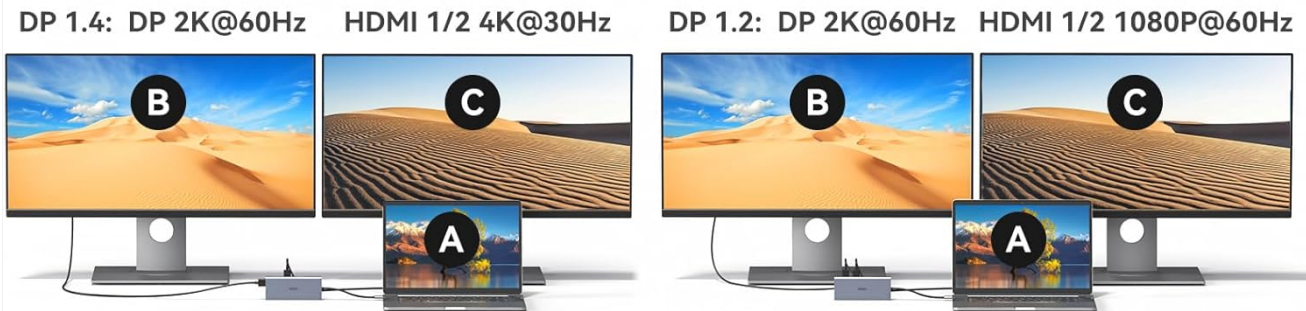 DP 1.4: DP 2K@60Hz HDMI 1/2 4K@30Hz
DP 1.2: DP 2K@60Hz HDMI 1/2 1080P@60Hz
B
C
A
B
C
A